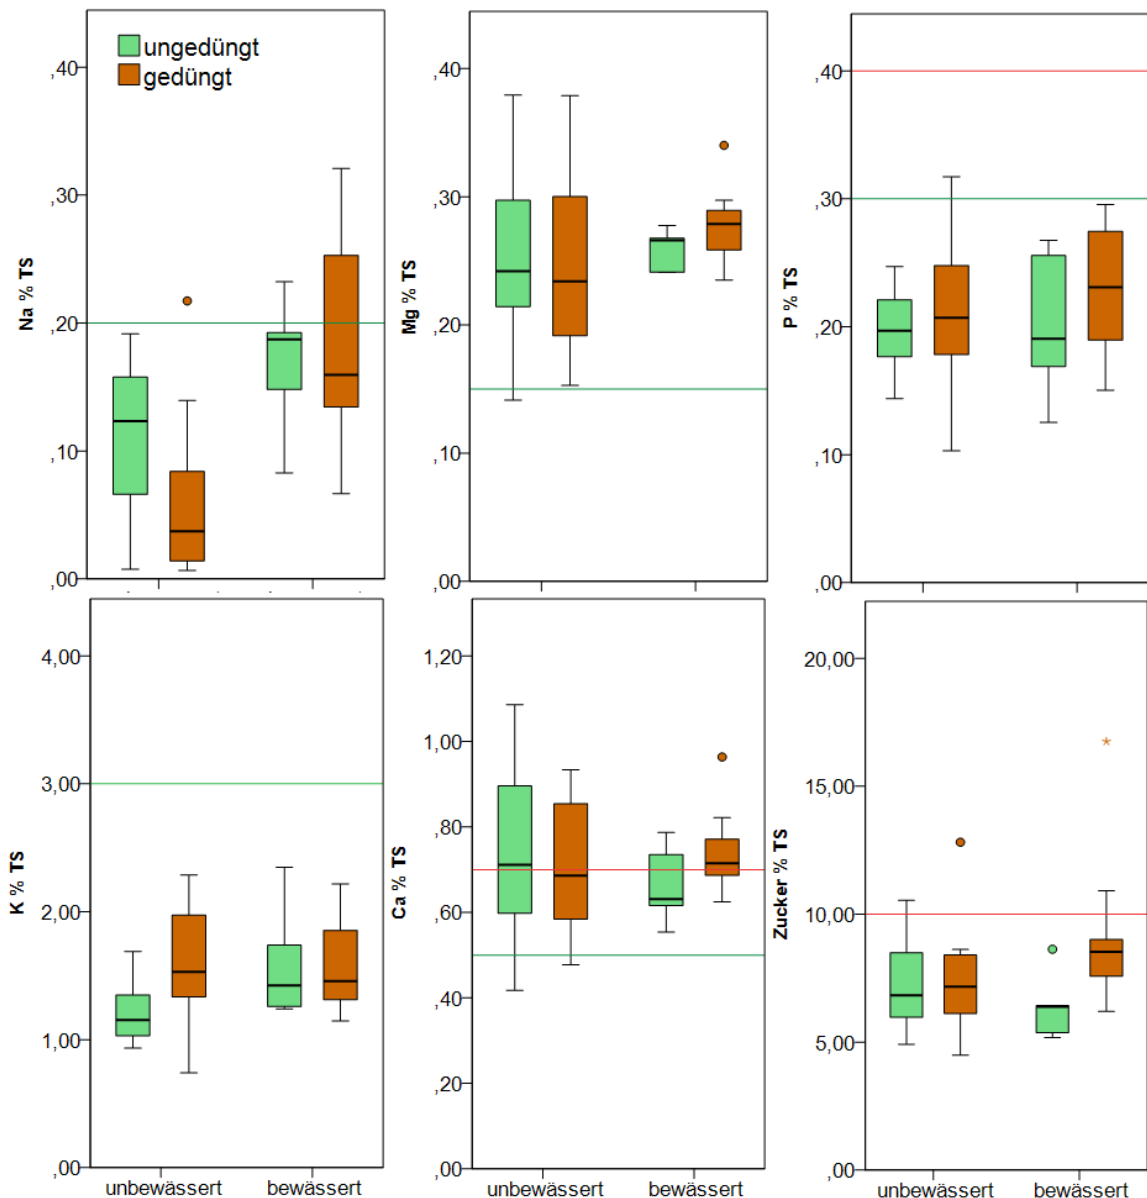 ungedüngt
gedüngt
Na % TS
,40
,30
,20
,10
,00
Mg % TS
,40
,30
,20
,10
,00
P % TS
,40
,30
,20
,10
,00
K % TS
4,00
3,00
2,00
1,00
,00
unbewässert
bewässert
Ca % TS
1,20
1,00
,80
,60
,40
,20
,00
unbewässert
bewässert
Zucker % TS
20,00
15,00
10,00
5,00
,00
unbewässert
bewässert